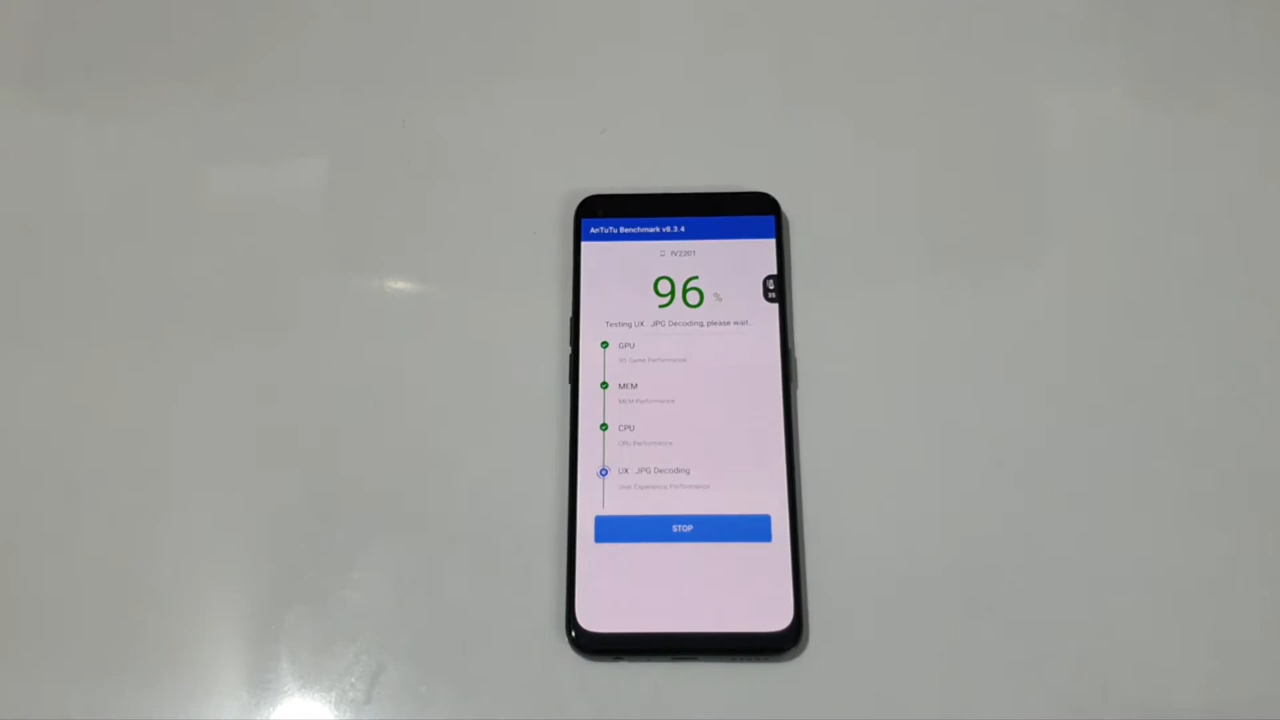 AnTuTu Benchmark v8.3.4
IV2201
96 %
Testing UX : JPG Decoding, please wait..
GPU
3D Game Performance
MEM
MEM Performance
CPU
CPU Performance
UX : JPG Decoding
User Experience Performance
STOP
35